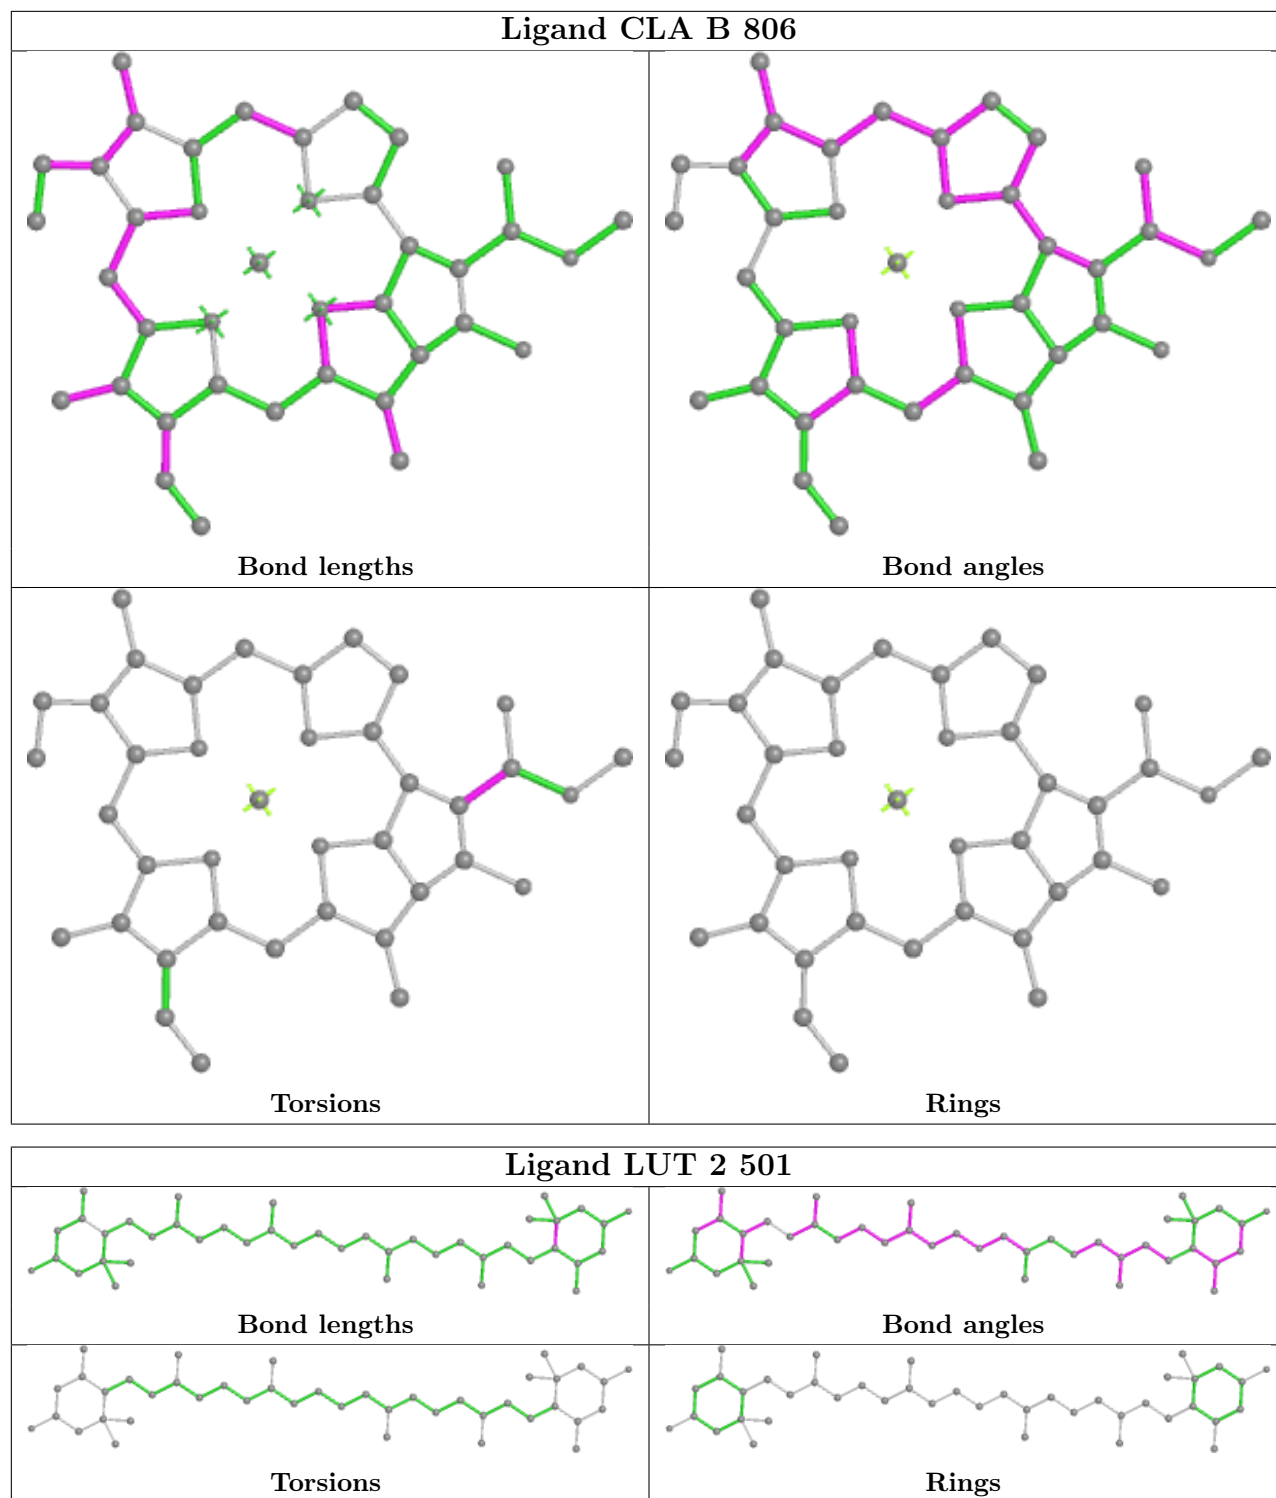 Ligand CLA B 806
Bond lengths
Bond angles
Torsions
Rings
Ligand LUT 2 501
Bond lengths
Bond angles
Torsions
Rings